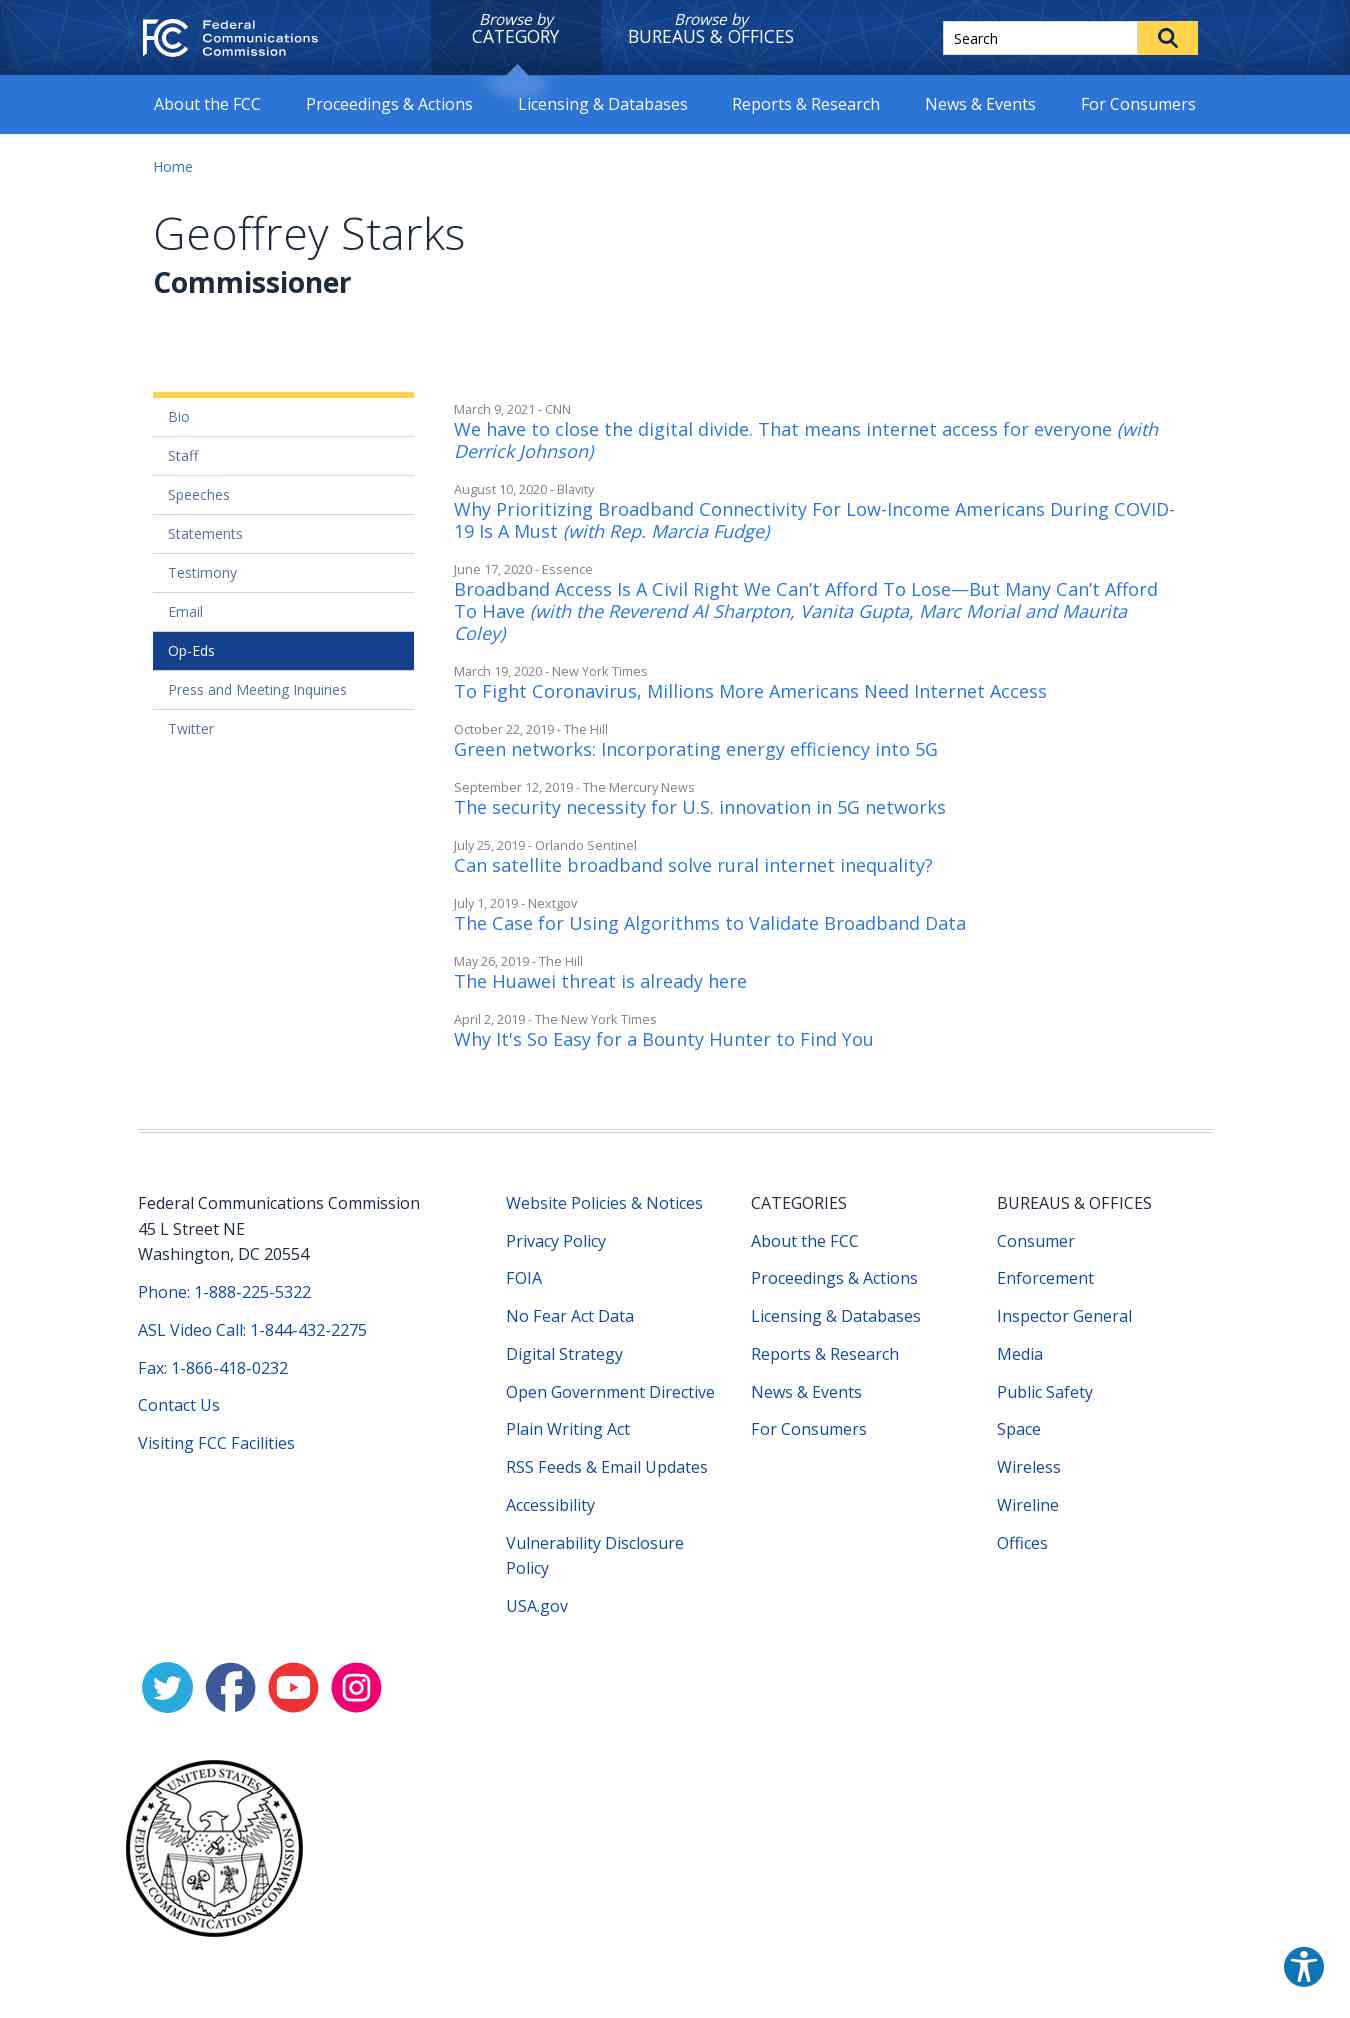 FCC Federal
Communications
Commission
Browse by
CATEGORY
Browse by
BUREAUS & OFFICES
Search
About the FCC
Proceedings & Actions
Licensing & Databases
Reports & Research
News & Events
For Consumers
Home
Geoffrey Starks
Commissioner
Bio
Staff
Speeches
Statements
Testimony
Email
Op-Eds
Press and Meeting Inquiries
Twitter
March 9, 2021 - CNN
We have to close the digital divide. That means internet access for everyone (with
Derrick Johnson)
August 10, 2020 - Blavity
Why Prioritizing Broadband Connectivity For Low-Income Americans During COVID-
19 Is A Must (with Rep. Marcia Fudge)
June 17, 2020 - Essence
Broadband Access Is A Civil Right We Can’t Afford To Lose—But Many Can’t Afford
To Have (with the Reverend Al Sharpton, Vanita Gupta, Marc Morial and Maurita
Coley)
March 19, 2020 - New York Times
To Fight Coronavirus, Millions More Americans Need Internet Access
October 22, 2019 - The Hill
Green networks: Incorporating energy efficiency into 5G
September 12, 2019 - The Mercury News
The security necessity for U.S. innovation in 5G networks
July 25, 2019 - Orlando Sentinel
Can satellite broadband solve rural internet inequality?
July 1, 2019 - Nextgov
The Case for Using Algorithms to Validate Broadband Data
May 26, 2019 - The Hill
The Huawei threat is already here
April 2, 2019 - The New York Times
Why It's So Easy for a Bounty Hunter to Find You
Federal Communications Commission
45 L Street NE
Washington, DC 20554
Phone: 1-888-225-5322
ASL Video Call: 1-844-432-2275
Fax: 1-866-418-0232
Contact Us
Visiting FCC Facilities
Website Policies & Notices
Privacy Policy
FOIA
No Fear Act Data
Digital Strategy
Open Government Directive
Plain Writing Act
RSS Feeds & Email Updates
Accessibility
Vulnerability Disclosure
Policy
USA.gov
CATEGORIES
About the FCC
Proceedings & Actions
Licensing & Databases
Reports & Research
News & Events
For Consumers
BUREAUS & OFFICES
Consumer
Enforcement
Inspector General
Media
Public Safety
Space
Wireless
Wireline
Offices
UNITED STATES
FEDERAL COMMUNICATIONS COMMISSION